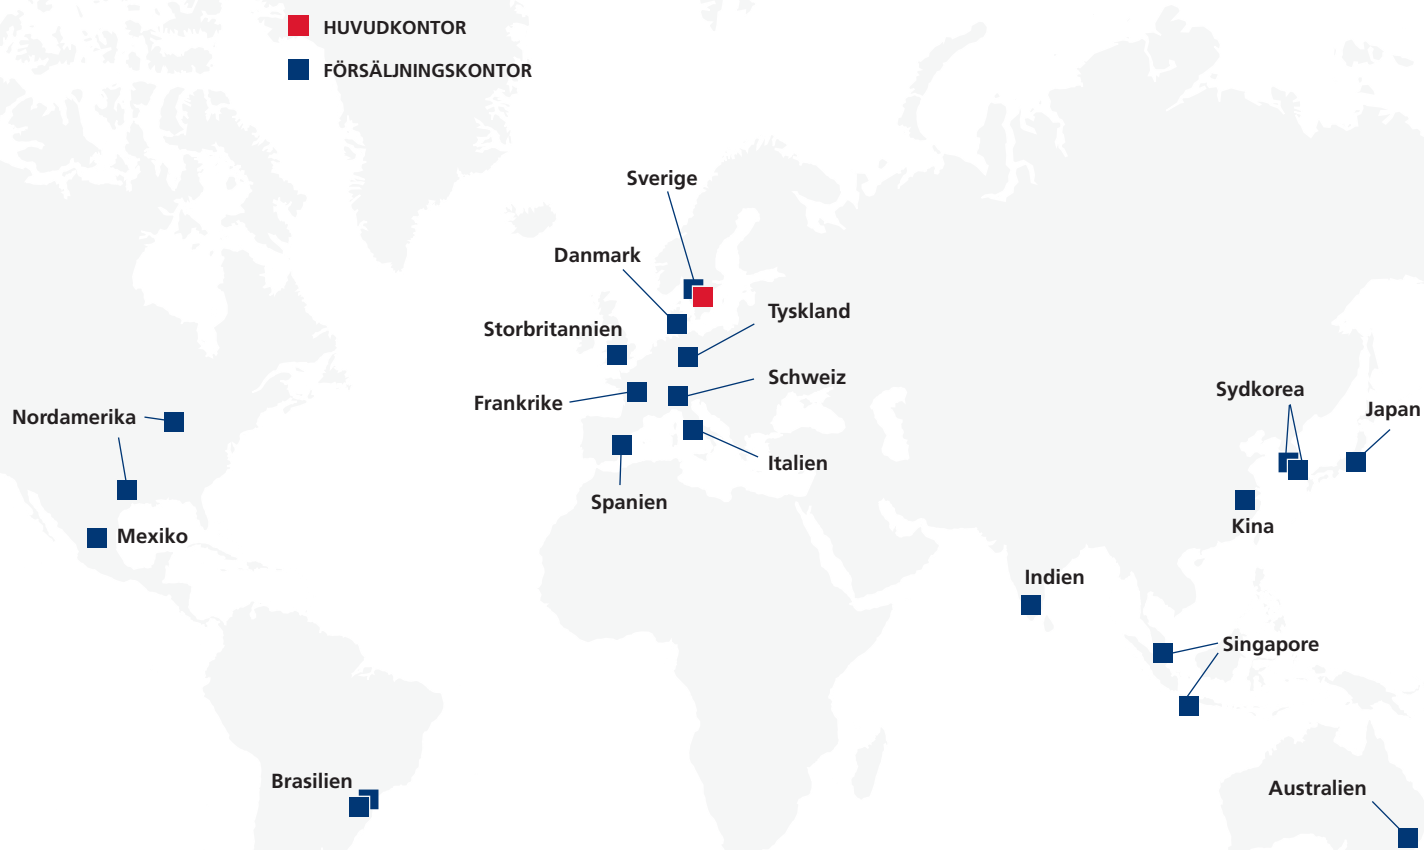 HUVUDKONTOR
FÖRSÄLJNINGSKONTOR
Sverige
Danmark
Tyskland
Storbritannien
Schweiz
Frankrike
Sydkorea
Japan
Nordamerika
Italien
Spanien
Kina
Mexiko
Indien
Singapore
Brasilien
Australien